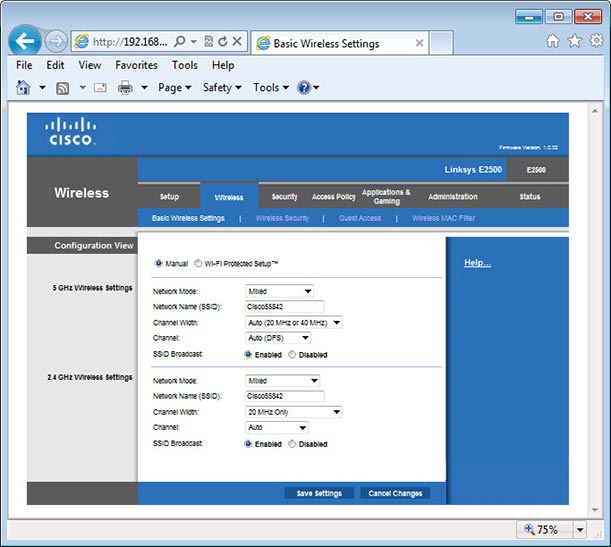 http://192.168...
Basic Wireless Settings
File Edit View Favorites Tools Help
Page Safety Tools
CISCO.
Firmware Version: 1.0.02
Linksys E2500 E2500
Wireless
Setup Wireless Security Access Policy Applications & Gaming Administration Status
Basic Wireless Settings | Wireless Security | Guest Access | Wireless MAC Filter
Configuration View
Manual Wi-Fi Protected Setup™
Help...
5 GHz Wireless Settings
Network Mode: Mixed
Network Name (SSID): Cisco55842
Channel Width: Auto (20 MHz or 40 MHz)
Channel: Auto (DFS)
SSID Broadcast: Enabled Disabled
2.4 GHz Wireless Settings
Network Mode: Mixed
Network Name (SSID): Cisco55842
Channel Width: 20 MHz Only
Channel: Auto
SSID Broadcast: Enabled Disabled
Save Settings Cancel Changes
75%